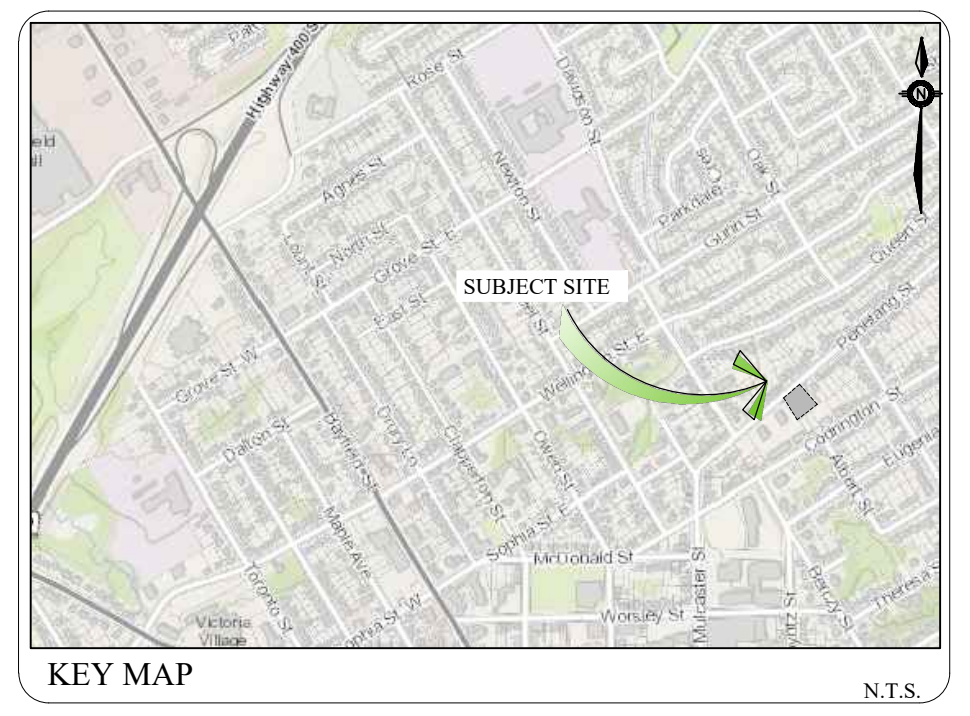 Highway 400 S
Rose St
Davidson St
N
Agnes St
Newton St
Cres
Parkdale
Oak St
Gunn St
Queen St
North St
Grove St E
SUBJECT SITE
East St
Penetang St
Wellington St E
Grove St W
Codrington St
Eugenia
Albert St
Dalton St
Bayfield St
Drury Ln
Clapperton St
Owen St
Maple Ave
Sophia St E
McDonald St
Mulcaster St
Berczy St
Theresa S
Toronto St
Worsley St
Victoria
Village
ophia St W
KEY MAP
N.T.S.